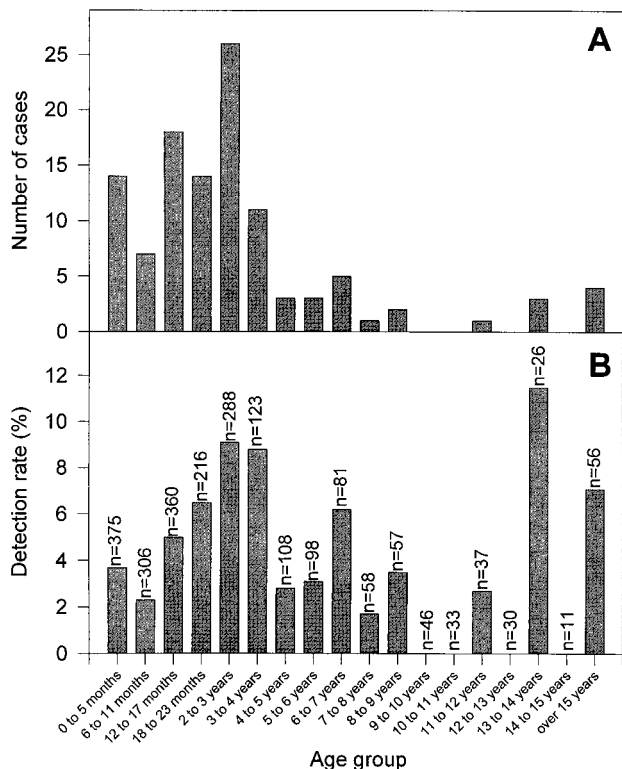 A
Number of cases
25
20
15
10
5
0
B
Detection rate (%)
12
10
8
6
4
2
0
n=375
n=306
n=360
n=216
n=288
n=123
n=108
n=98
n=81
n=58
n=57
n=46
n=33
n=37
n=30
n=26
n=11
n=56
0 to 5 months
6 to 11 months
12 to 17 months
18 to 23 months
2 to 3 years
3 to 4 years
4 to 5 years
5 to 6 years
6 to 7 years
7 to 8 years
8 to 9 years
9 to 10 years
10 to 11 years
11 to 12 years
12 to 13 years
13 to 14 years
14 to 15 years
over 15 years
Age group